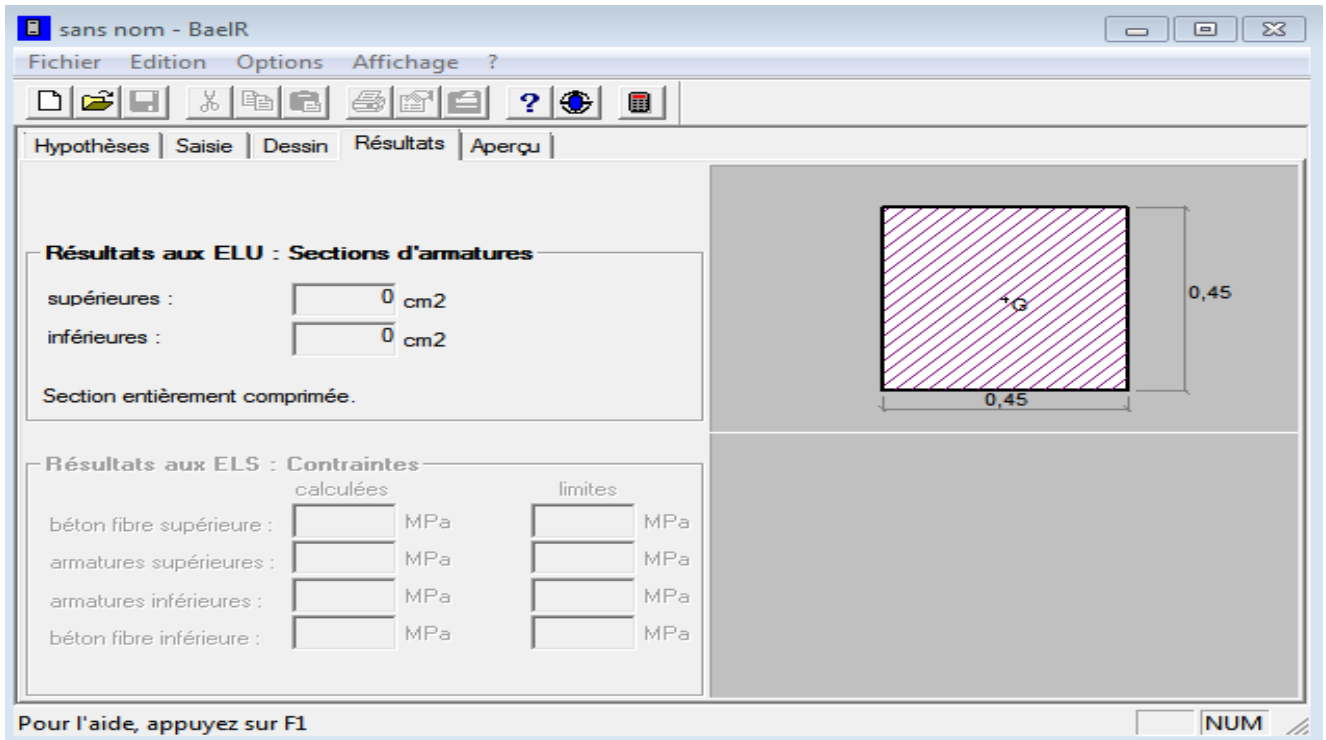 sans nom - BaelR
Fichier Edition Options Affichage ?
Hypothèses Saisie Dessin Résultats Aperçu
Résultats aux ELU : Sections d'armatures
supérieures : 0 cm2
inférieures : 0 cm2
Section entièrement comprimée.
Résultats aux ELS : Contraintes
calculées limites
béton fibre supérieure : MPa MPa
armatures supérieures : MPa MPa
armatures inférieures : MPa MPa
béton fibre inférieure : MPa MPa
G
0,45
0,45
Pour l'aide, appuyez sur F1 NUM